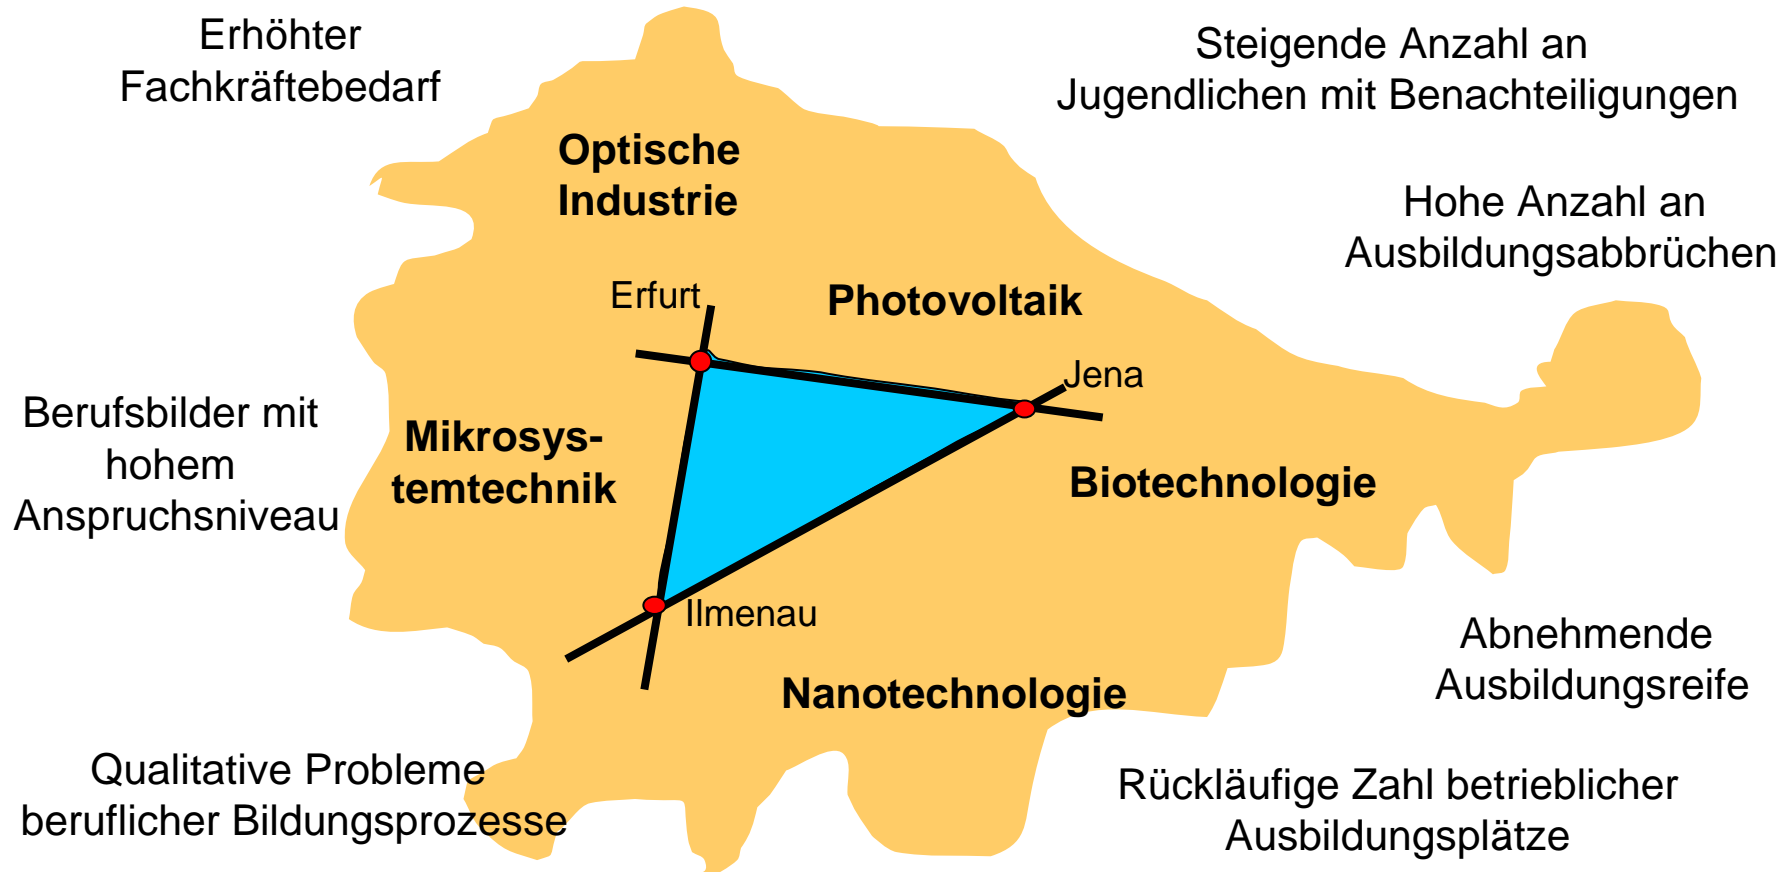 Erhöhter
Fachkräftebedarf
Steigende Anzahl an
Jugendlichen mit Benachteiligungen
Optische
Industrie
Hohe Anzahl an
Ausbildungsabbrüchen
Erfurt
Photovoltaik
Jena
Berufsbilder mit
hohem
Anspruchsniveau
Mikrosys-
temtechnik
Biotechnologie
Ilmenau
Nanotechnologie
Abnehmende
Ausbildungsreife
Qualitative Probleme
beruflicher Bildungsprozesse
Rückläufige Zahl betrieblicher
Ausbildungsplätze